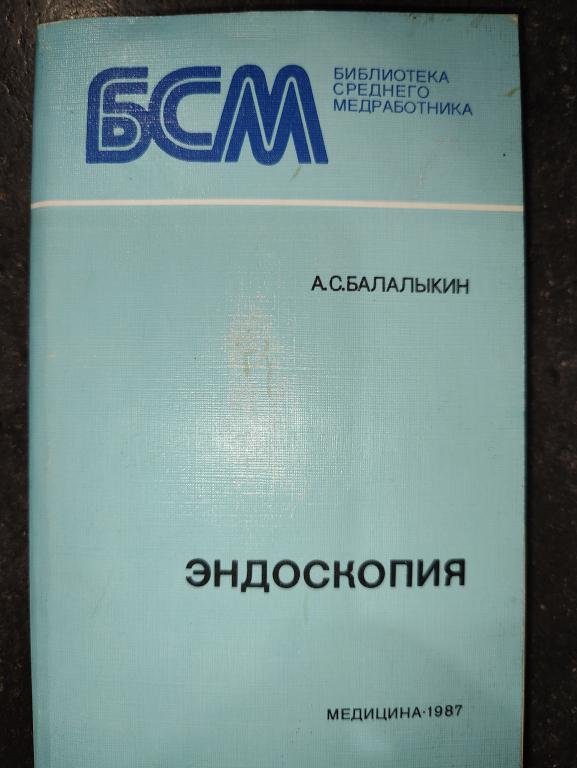 БСМ
БИБЛИОТЕКА
СРЕДНЕГО
МЕДРАБОТНИКА
А.С.БАЛАЛЫКИН
ЭНДОСКОПИЯ
МЕДИЦИНА·1987